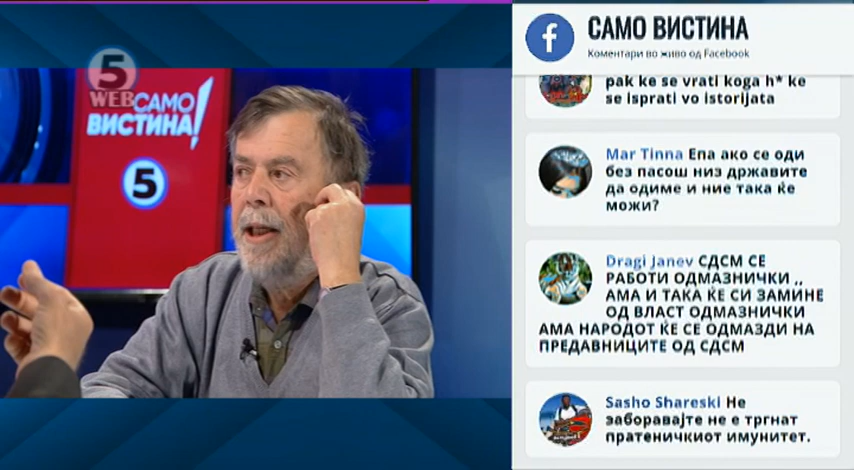 5
WEB
САМО
ВИСТИНА!
5
f
САМО ВИСТИНА
Коментари во живо од Facebook
pak ke se vrati koga h* ke
se isprati vo istorijata
Mar Tinna Епа ако се оди
без пасош низ државите
да одиме и ние така ќе
можи?
Dragi Janev СДСМ СЕ
РАБОТИ ОДМАЗНИЧКИ ,,
АМА И ТАКА ЌЕ СИ ЗАМИНЕ
ОД ВЛАСТ ОДМАЗНИЧКИ
АМА НАРОДОТ ЌЕ СЕ ОДМАЗДИ НА
ПРЕДАВНИЦИТЕ ОД СДСМ
Sasho Shareski Не
заборавајте не е тргнат
пратеничкиот имунитет.